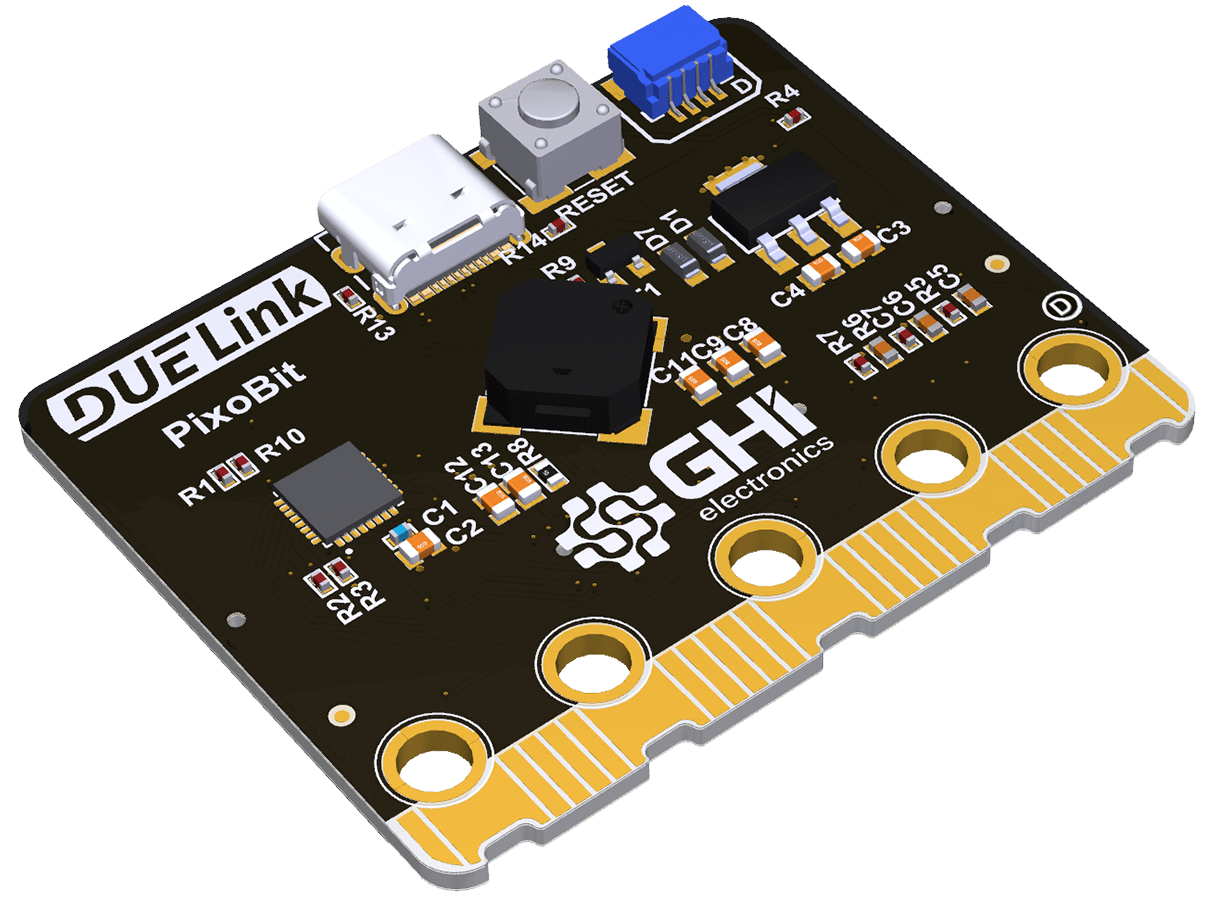 D
R4
RESET
R14
C3
D1
D7
R9
C4
DUELink
R13
C5
R5
C6
C7
R6
R7
D
C8
C9
C11
PixoBit
GHI
electronics
R10
R1
R8
C13
C12
C1
C2
R3
R2